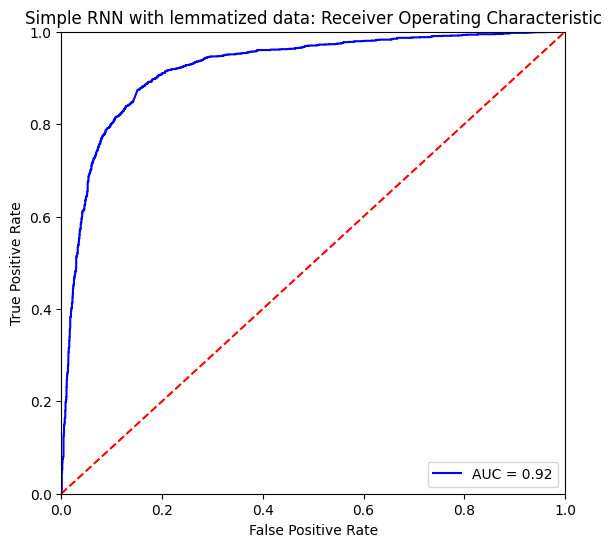 Simple RNN with lemmatized data: Receiver Operating Characteristic
1.0
0.8
0.6
0.4
0.2
0.0
True Positive Rate
AUC = 0.92
0.0 0.2 0.4 0.6 0.8 1.0
False Positive Rate